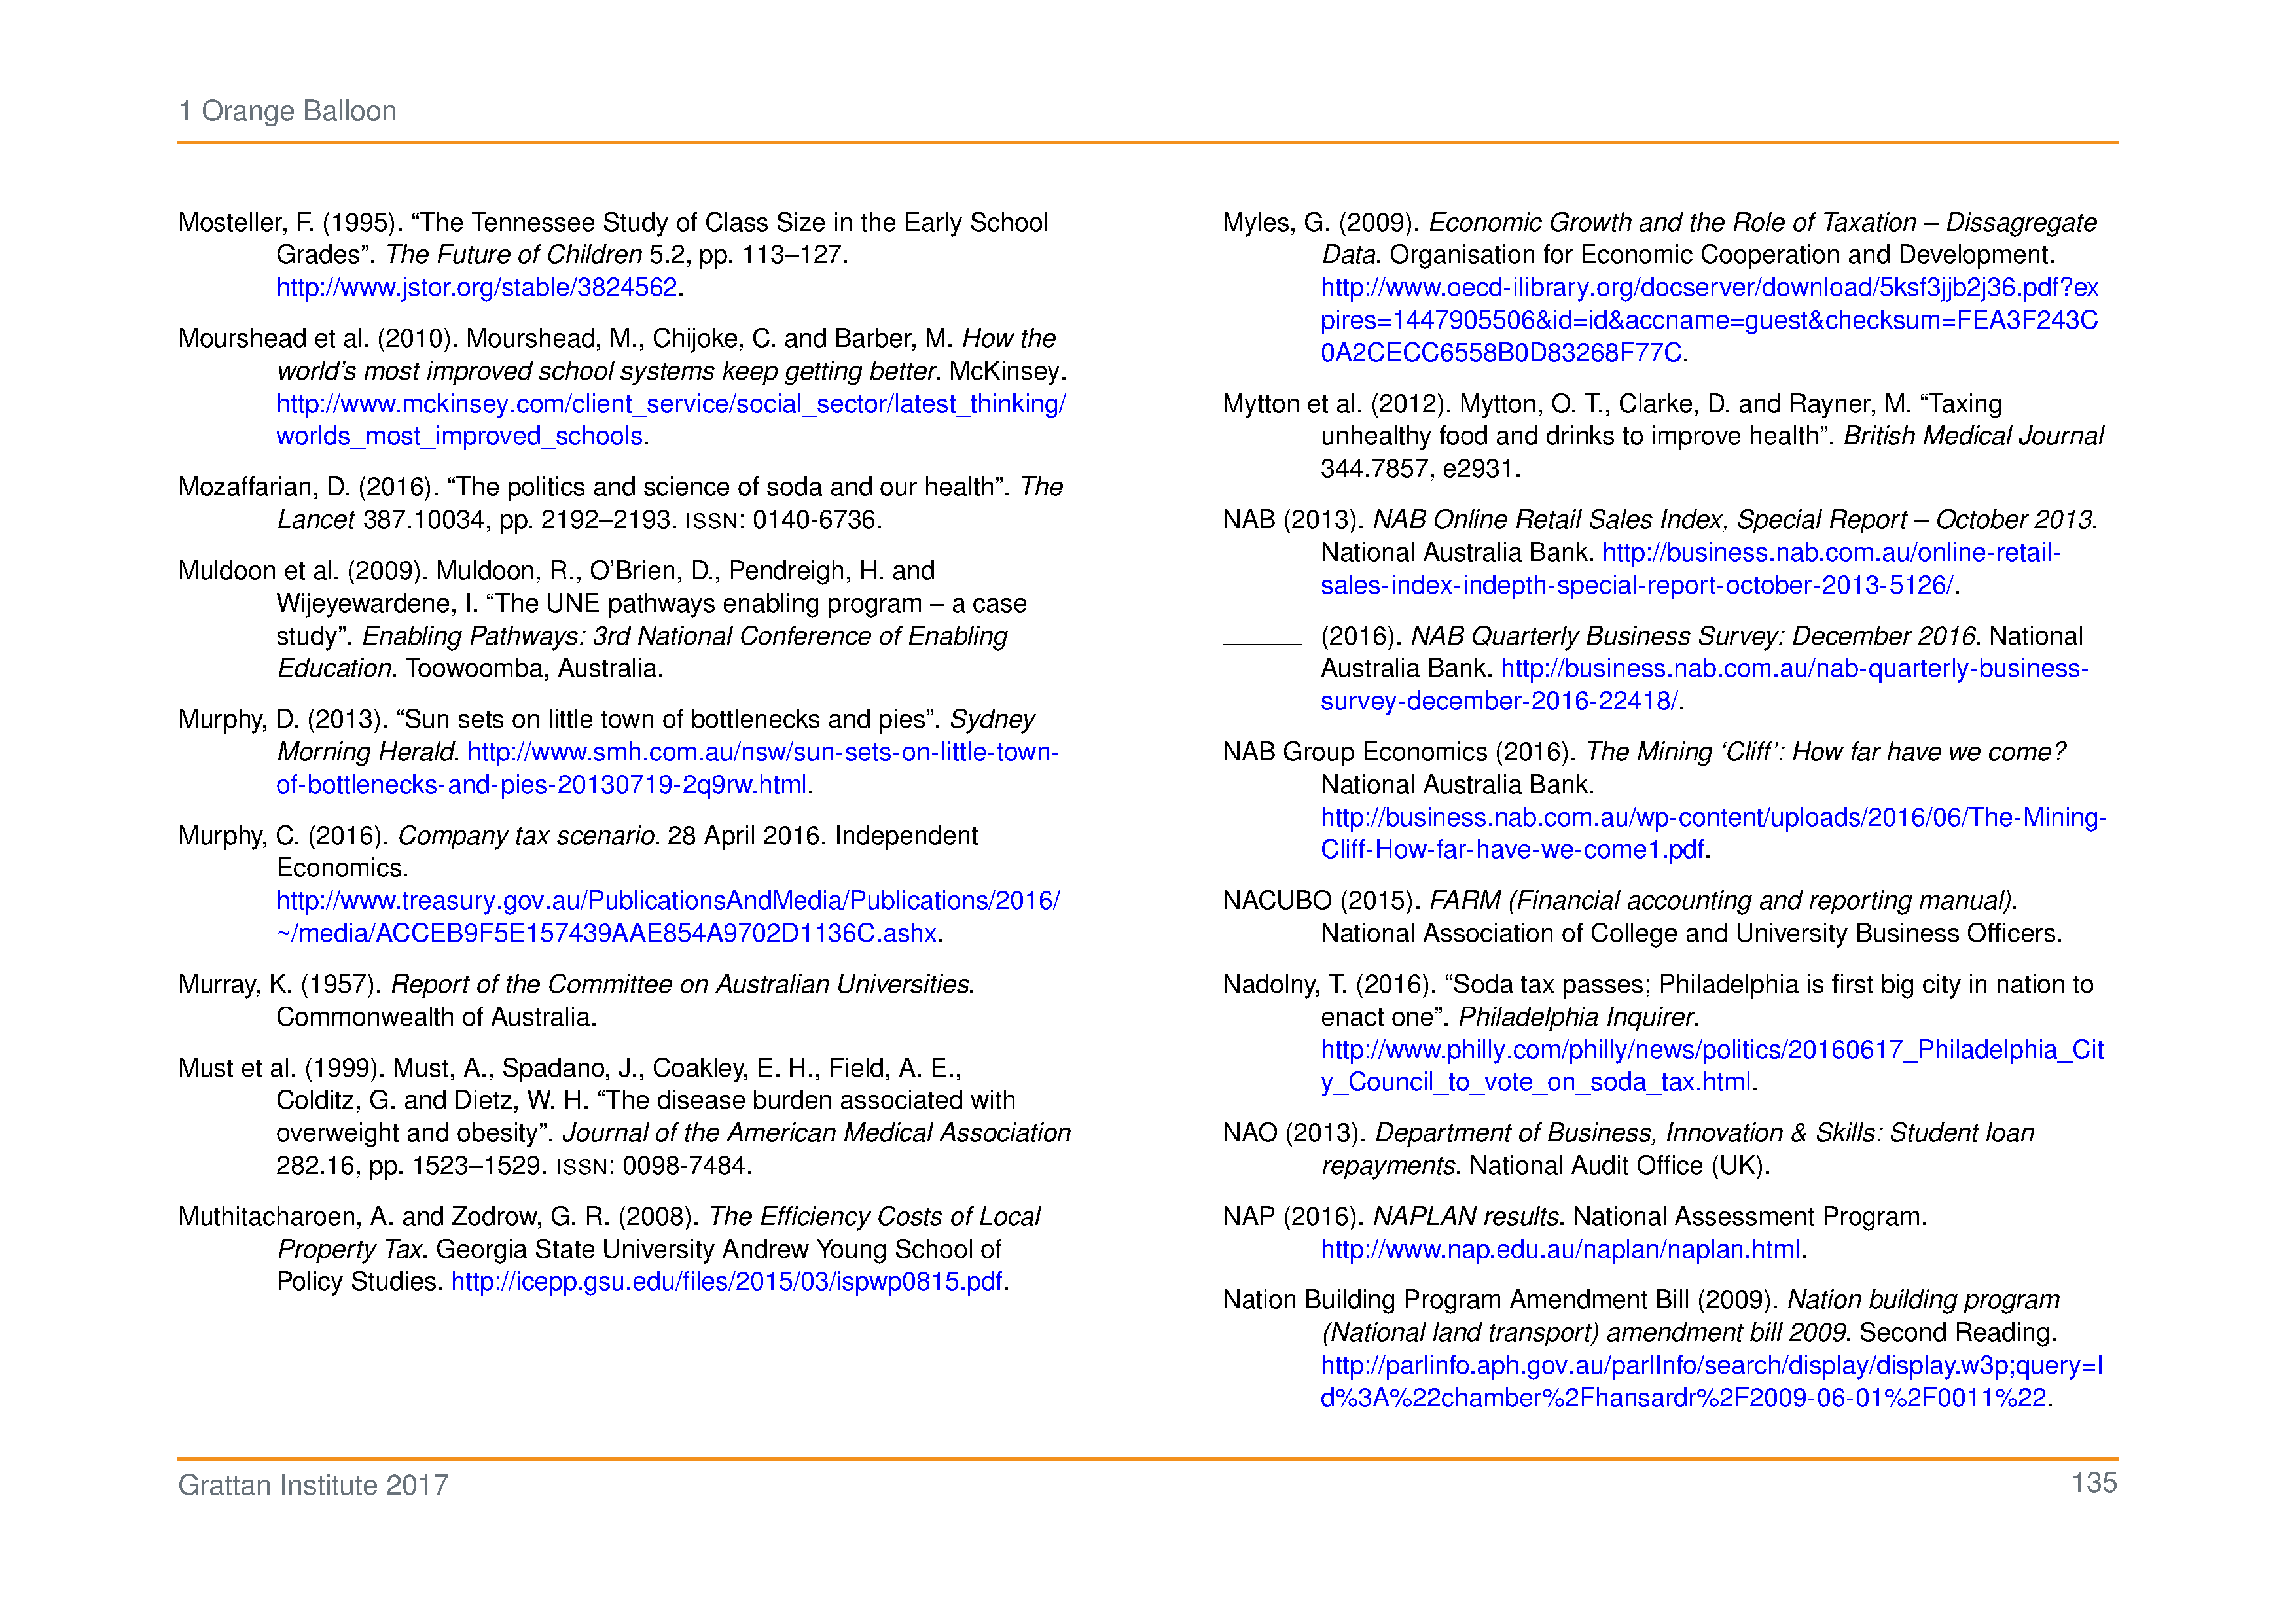 1 Orange Balloon
Mosteller, F. (1995). “The Tennessee Study of Class Size in the Early School
Grades”. The Future of Children 5.2, pp. 113–127.
http://www.jstor.org/stable/3824562.
Mourshead et al. (2010). Mourshead, M., Chijoke, C. and Barber, M. How the
world’s most improved school systems keep getting better. McKinsey.
http://www.mckinsey.com/client_service/social_sector/latest_thinking/
worlds_most_improved_schools.
Mozaffarian, D. (2016). “The politics and science of soda and our health”. The
Lancet 387.10034, pp. 2192–2193. ISSN: 0140-6736.
Muldoon et al. (2009). Muldoon, R., O’Brien, D., Pendreigh, H. and
Wijeyewardene, I. “The UNE pathways enabling program – a case
study”. Enabling Pathways: 3rd National Conference of Enabling
Education. Toowoomba, Australia.
Murphy, D. (2013). “Sun sets on little town of bottlenecks and pies”. Sydney
Morning Herald. http://www.smh.com.au/nsw/sun-sets-on-little-town-
of-bottlenecks-and-pies-20130719-2q9rw.html.
Murphy, C. (2016). Company tax scenario. 28 April 2016. Independent
Economics.
http://www.treasury.gov.au/PublicationsAndMedia/Publications/2016/
~/media/ACCEB9F5E157439AAE854A9702D1136C.ashx.
Murray, K. (1957). Report of the Committee on Australian Universities.
Commonwealth of Australia.
Must et al. (1999). Must, A., Spadano, J., Coakley, E. H., Field, A. E.,
Colditz, G. and Dietz, W. H. “The disease burden associated with
overweight and obesity”. Journal of the American Medical Association
282.16, pp. 1523–1529. ISSN: 0098-7484.
Muthitacharoen, A. and Zodrow, G. R. (2008). The Efficiency Costs of Local
Property Tax. Georgia State University Andrew Young School of
Policy Studies. http://icepp.gsu.edu/files/2015/03/ispwp0815.pdf.
Myles, G. (2009). Economic Growth and the Role of Taxation – Dissagregate
Data. Organisation for Economic Cooperation and Development.
http://www.oecd-ilibrary.org/docserver/download/5ksf3jjb2j36.pdf?ex
pires=1447905506&id=id&accname=guest&checksum=FEA3F243C
0A2CECC6558B0D83268F77C.
Mytton et al. (2012). Mytton, O. T., Clarke, D. and Rayner, M. “Taxing
unhealthy food and drinks to improve health”. British Medical Journal
344.7857, e2931.
NAB (2013). NAB Online Retail Sales Index, Special Report – October 2013.
National Australia Bank. http://business.nab.com.au/online-retail-
sales-index-indepth-special-report-october-2013-5126/.
______ (2016). NAB Quarterly Business Survey: December 2016. National
Australia Bank. http://business.nab.com.au/nab-quarterly-business-
survey-december-2016-22418/.
NAB Group Economics (2016). The Mining ‘Cliff’: How far have we come?
National Australia Bank.
http://business.nab.com.au/wp-content/uploads/2016/06/The-Mining-
Cliff-How-far-have-we-come1.pdf.
NACUBO (2015). FARM (Financial accounting and reporting manual).
National Association of College and University Business Officers.
Nadolny, T. (2016). “Soda tax passes; Philadelphia is first big city in nation to
enact one”. Philadelphia Inquirer.
http://www.philly.com/philly/news/politics/20160617_Philadelphia_Cit
y_Council_to_vote_on_soda_tax.html.
NAO (2013). Department of Business, Innovation & Skills: Student loan
repayments. National Audit Office (UK).
NAP (2016). NAPLAN results. National Assessment Program.
http://www.nap.edu.au/naplan/naplan.html.
Nation Building Program Amendment Bill (2009). Nation building program
(National land transport) amendment bill 2009. Second Reading.
http://parlinfo.aph.gov.au/parlInfo/search/display/display.w3p;query=I
d%3A%22chamber%2Fhansardr%2F2009-06-01%2F0011%22.
Grattan Institute 2017
135